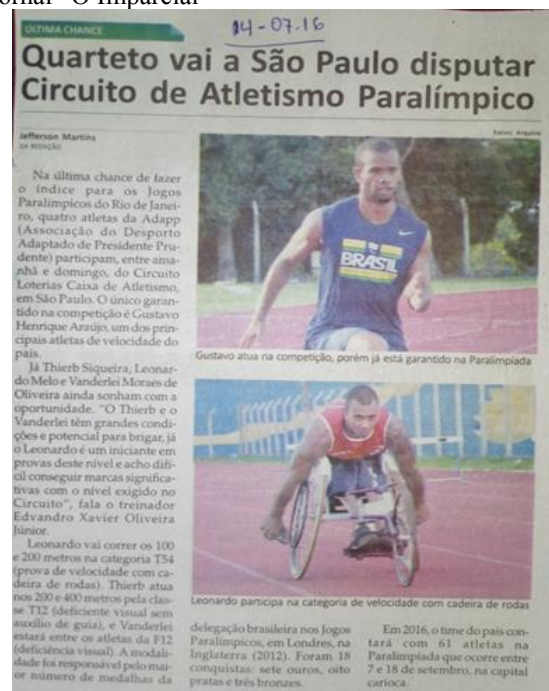 Jornal "O Imparcial"
ÚLTIMA CHANCE
14-07-16
Quarteto vai a São Paulo disputar
Circuito de Atletismo Paralímpico
Jefferson Martins
DA REDAÇÃO
Fotos: Arquivo
Na última chance de fazer
o índice para os Jogos
Paralímpicos do Rio de Janei-
ro, quatro atletas da Adapp
(Associação do Desporto
Adaptado de Presidente Pru-
dente) participam, entre ama-
nhã e domingo, do Circuito
Loterias Caixa de Atletismo,
em São Paulo. O único garan-
tido na competição é Gustavo
Henrique Araújo, um dos prin-
cipais atletas de velocidade do
país.
Já Thierb Siqueira, Leonar-
do Melo e Vanderlei Moraes de
Oliveira ainda sonham com a
oportunidade. "O Thierb e o
Vanderlei têm grandes condi-
ções e potencial para brigar, já
o Leonardo é um iniciante em
provas deste nível e acho difí-
cil conseguir marcas significa-
tivas com o nível exigido no
Circuito", fala o treinador
Edvandro Xavier Oliveira
Júnior.
Leonardo vai correr os 100
e 200 metros na categoria T54
(prova de velocidade com ca-
deira de rodas). Thierb atua
nos 200 e 400 metros pela clas-
se T12 (deficiente visual sem
auxílio de guia), e Vanderlei
estará entre os atletas da F12
(deficiência visual). A modali-
dade foi responsável pelo mai-
or número de medalhas da
BRASIL
Gustavo atua na competição, porém já está garantido na Paralimpíada
Leonardo participa na categoria de velocidade com cadeira de rodas
delegação brasileira nos Jogos
Paralímpicos, em Londres, na
Inglaterra (2012). Foram 18
conquistas: sete ouros, oito
pratas e três bronzes.
Em 2016, o time do país con-
tará com 61 atletas na
Paralimpíada que ocorre entre
7 e 18 de setembro, na capital
carioca.